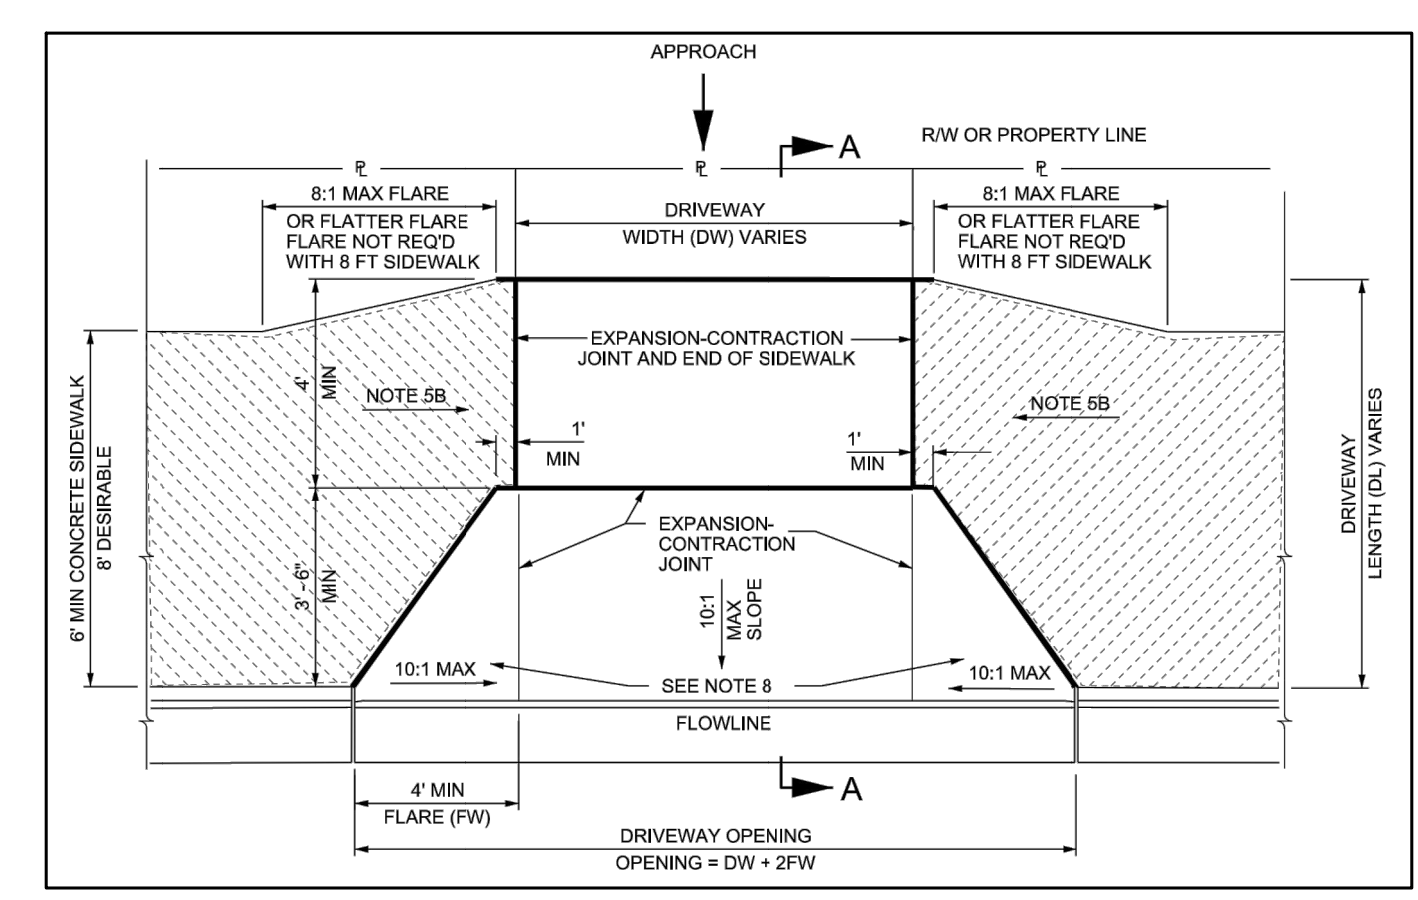 APPROACH
A
R/W OR PROPERTY LINE
PL
PL
PL
8:1 MAX FLARE
OR FLATTER FLARE
FLARE NOT REQ'D
WITH 8 FT SIDEWALK
DRIVEWAY
WIDTH (DW) VARIES
8:1 MAX FLARE
OR FLATTER FLARE
FLARE NOT REQ'D
WITH 8 FT SIDEWALK
EXPANSION-CONTRACTION
JOINT AND END OF SIDEWALK
4'
MIN
NOTE 5B
NOTE 5B
1'
MIN
1'
MIN
6' MIN CONCRETE SIDEWALK
8' DESIRABLE
DRIVEWAY
LENGTH (DL) VARIES
EXPANSION-
CONTRACTION
JOINT
3' - 6"
MIN
10:1
MAX
SLOPE
10:1 MAX
SEE NOTE 8
10:1 MAX
FLOWLINE
A
4' MIN
FLARE (FW)
DRIVEWAY OPENING
OPENING = DW + 2FW